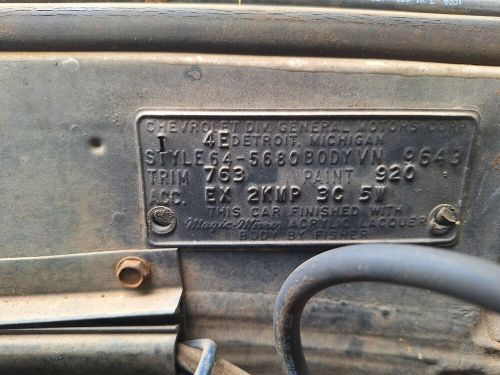 CHEVROLET DIV. GENERAL MOTORS CORP.
I 4E DETROIT, MICHIGAN
STYLE 64-5680 BODY VN 9643
TRIM 763 PAINT 920
ACC. EX 2KMP 3C 5W
THIS CAR FINISHED WITH
Magic-Mirror ACRYLIC LACQUER
BODY BY FISHER